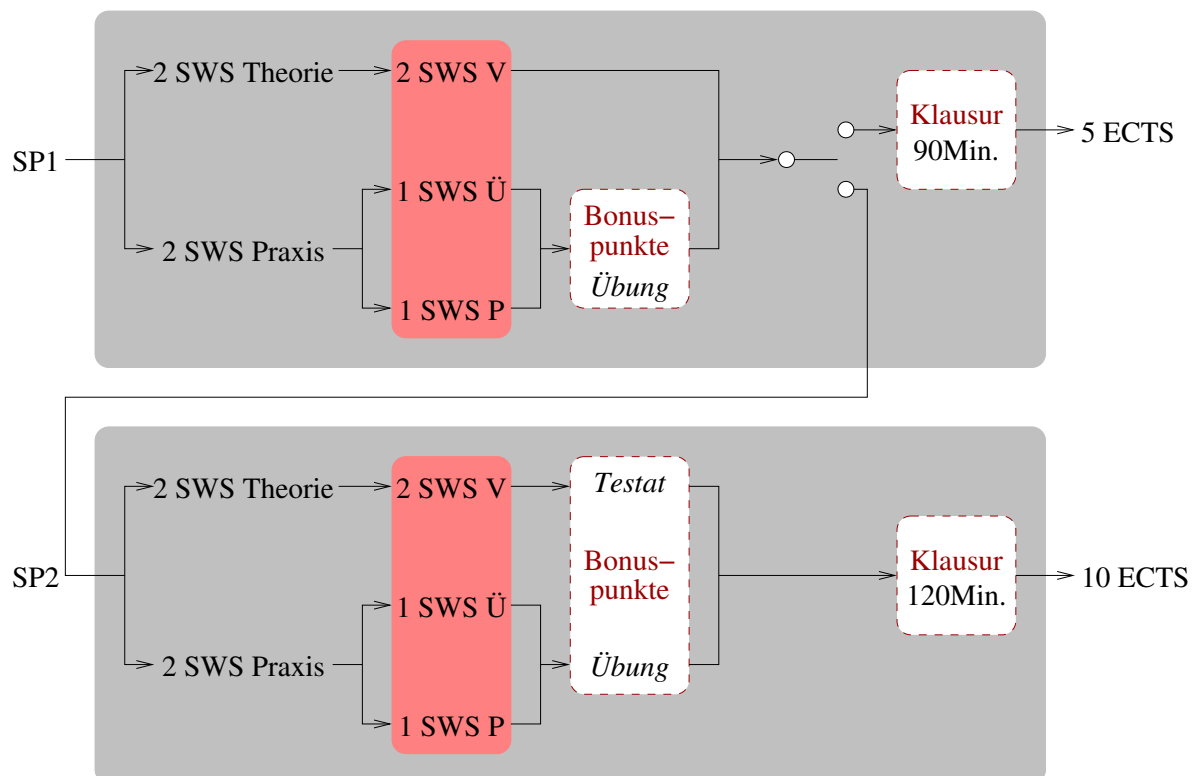 2 SWS Theorie
2 SWS V
Klausur
90Min.
5 ECTS
SP1
1 SWS Ü
2 SWS Praxis
Bonus–
punkte
Übung
1 SWS P
2 SWS Theorie
2 SWS V
Testat
SP2
Bonus–
punkte
Klausur
120Min.
10 ECTS
1 SWS Ü
2 SWS Praxis
Übung
1 SWS P